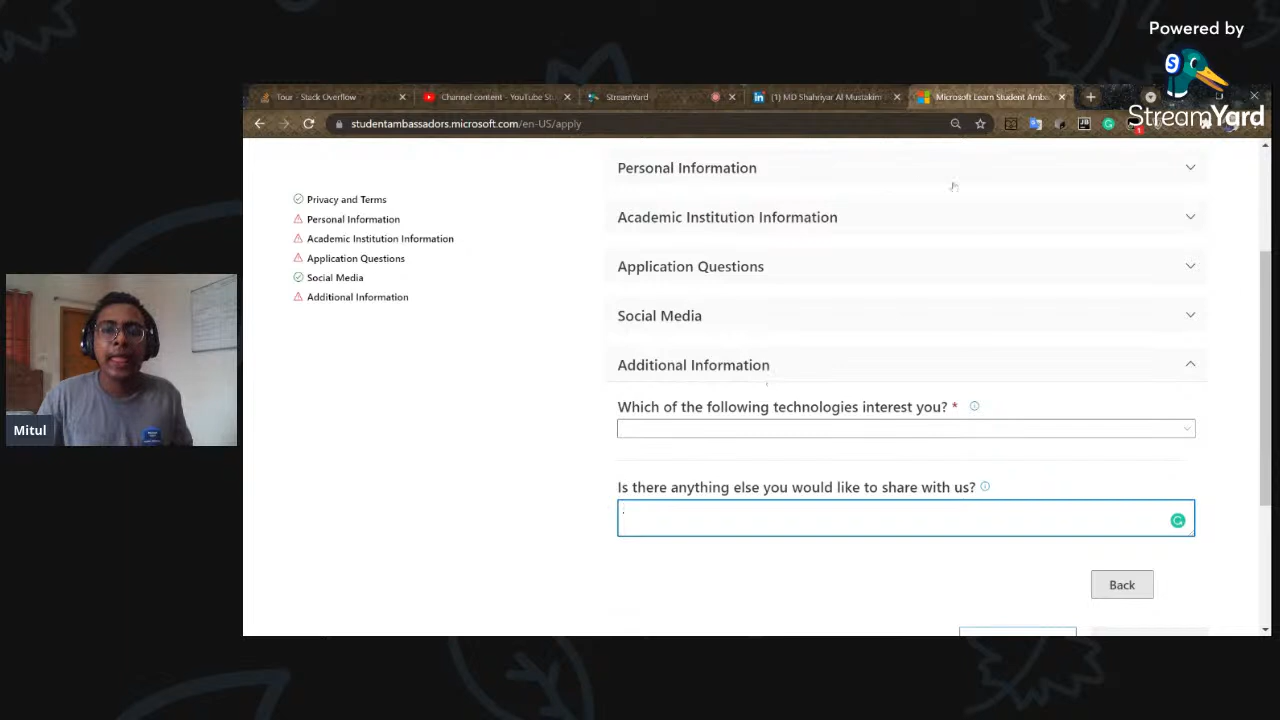 Powered by
S
StreamYard
Tour - Stack Overflow
Channel content - YouTube St
StreamYard
(1) MD Shahriyar Al Mustakim
Microsoft Learn Student Amb
studentambassadors.microsoft.com/en-US/apply
1
Privacy and Terms
Personal Information
Academic Institution Information
Application Questions
Social Media
Additional Information
Personal Information
Academic Institution Information
Application Questions
Social Media
Additional Information
Which of the following technologies interest you? *
Is there anything else you would like to share with us?
Back
Mitul